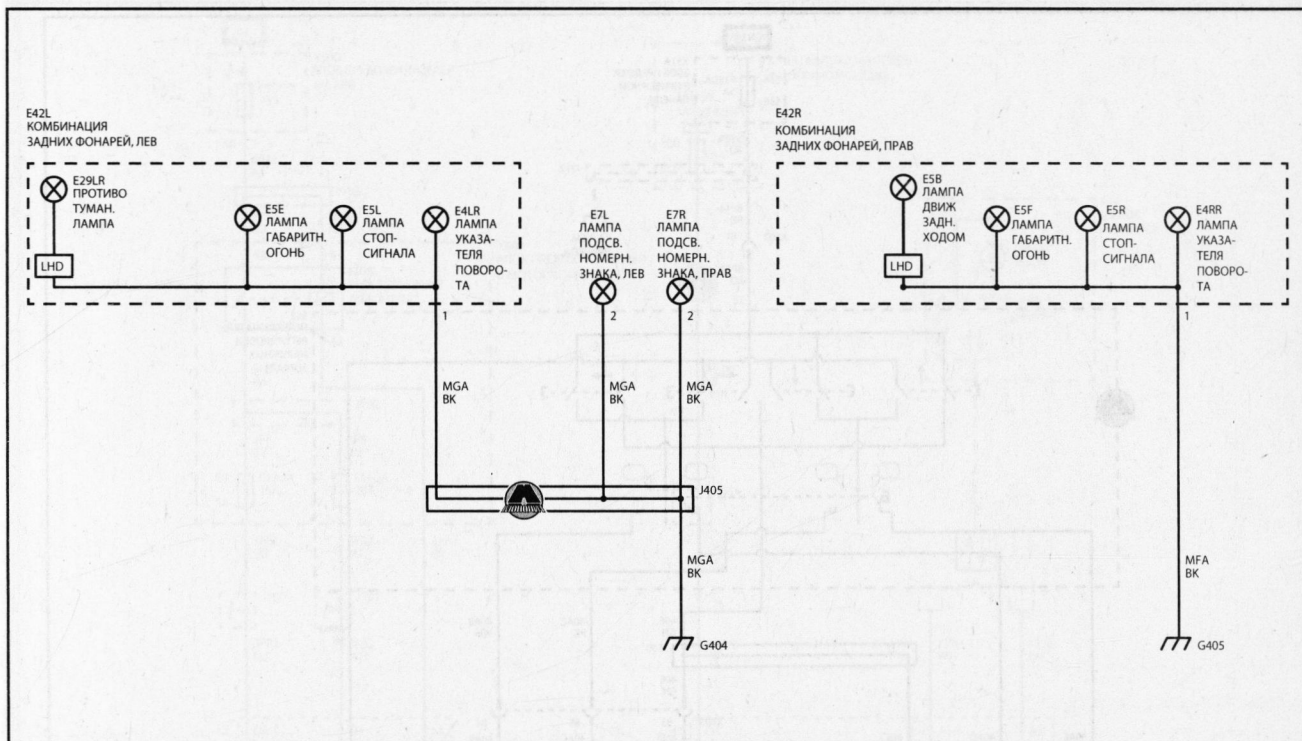 E42L
КОМБИНАЦИЯ
ЗАДНИХ ФОНАРЕЙ, ЛЕВ
E29LR
ПРОТИВО
ТУМАН.
ЛАМПА
LHD
E5E
ЛАМПА
ГАБАРИТН.
ОГОНЬ
E5L
ЛАМПА
СТОП-
СИГНАЛА
E4LR
ЛАМПА
УКАЗА-
ТЕЛЯ
ПОВОРО-
ТА
1
E7L
ЛАМПА
ПОДСВ.
НОМЕРН.
ЗНАКА, ЛЕВ
2
E7R
ЛАМПА
ПОДСВ.
НОМЕРН.
ЗНАКА, ПРАВ
2
E42R
КОМБИНАЦИЯ
ЗАДНИХ ФОНАРЕЙ, ПРАВ
E5B
ЛАМПА
ДВИЖ
ЗАДН.
ХОДОМ
LHD
E5F
ЛАМПА
ГАБАРИТН.
ОГОНЬ
E5R
ЛАМПА
СТОП-
СИГНАЛА
E4RR
ЛАМПА
УКАЗА-
ТЕЛЯ
ПОВОРО-
ТА
1
MGA
BK
MGA
BK
MGA
BK
J405
MGA
BK
G404
MFA
BK
G405